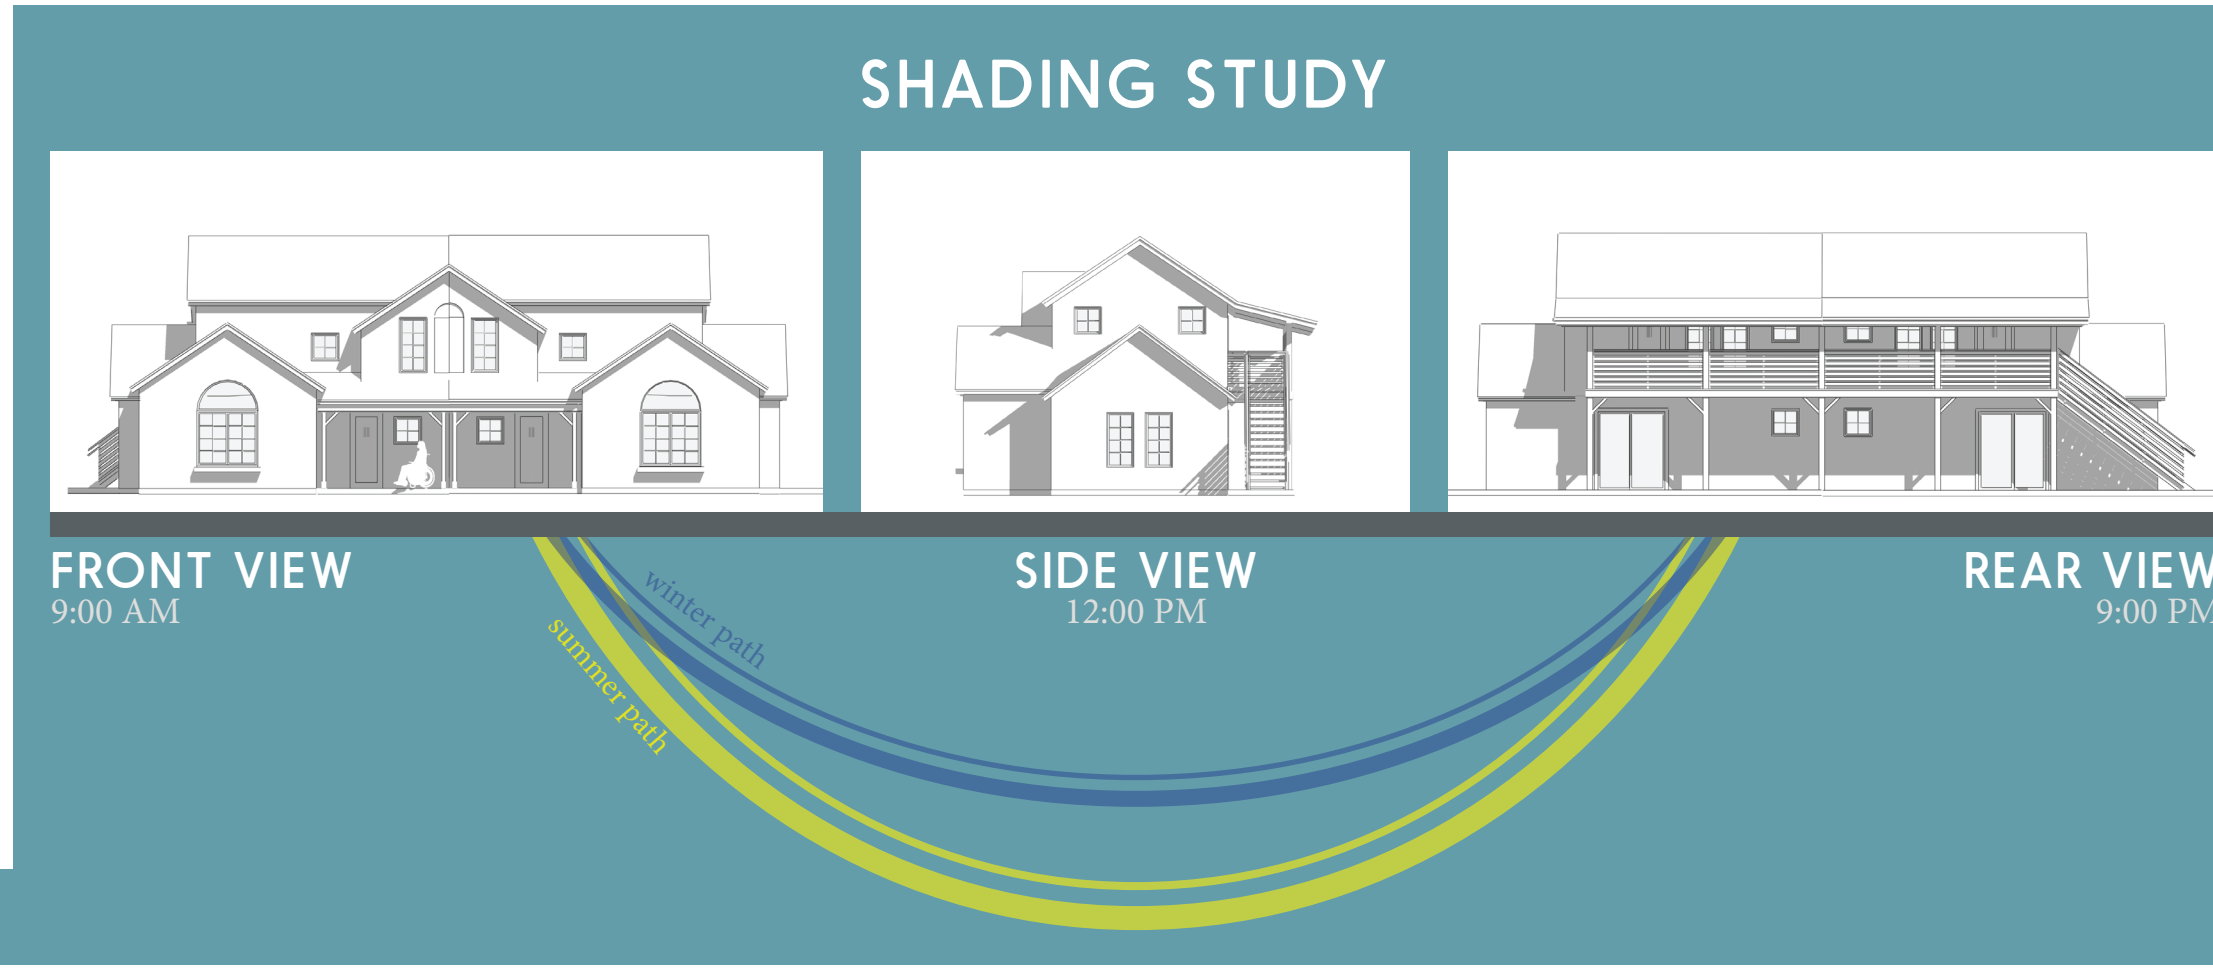 SHADING STUDY
FRONT VIEW
9:00 AM
SIDE VIEW
12:00 PM
REAR VIEW
9:00 PM
winter path
summer path